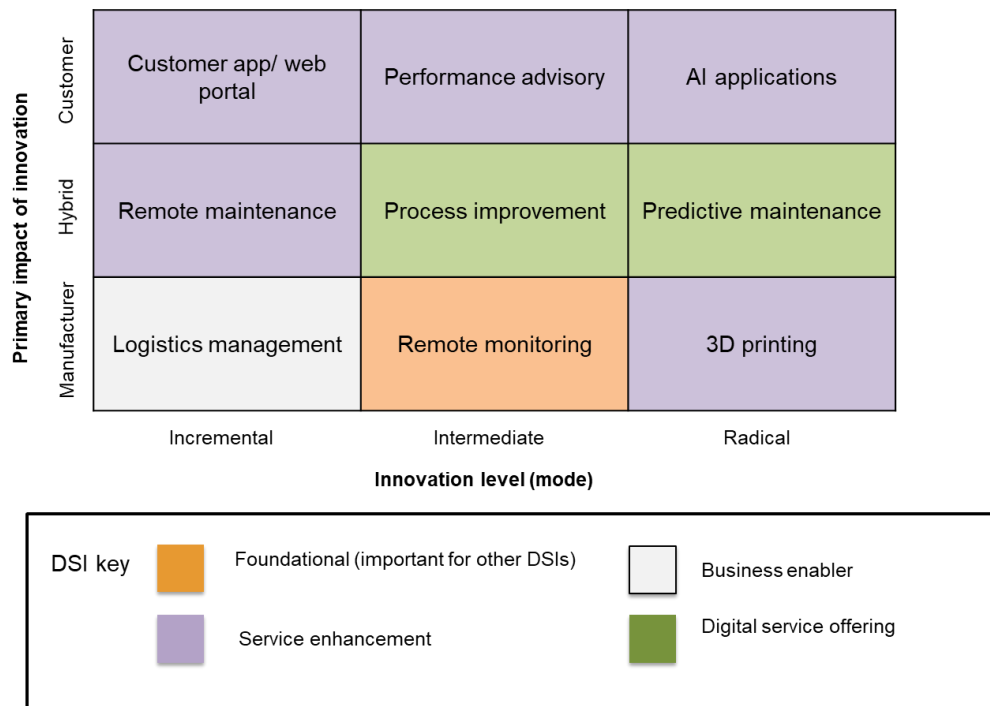 Primary impact of innovation
Customer
Customer app/ web
portal
Performance advisory
AI applications
Hybrid
Remote maintenance
Process improvement
Predictive maintenance
Manufacturer
Logistics management
Remote monitoring
3D printing
Incremental
Intermediate
Radical
Innovation level (mode)
DSI key
Foundational (important for other DSIs)
Business enabler
Service enhancement
Digital service offering